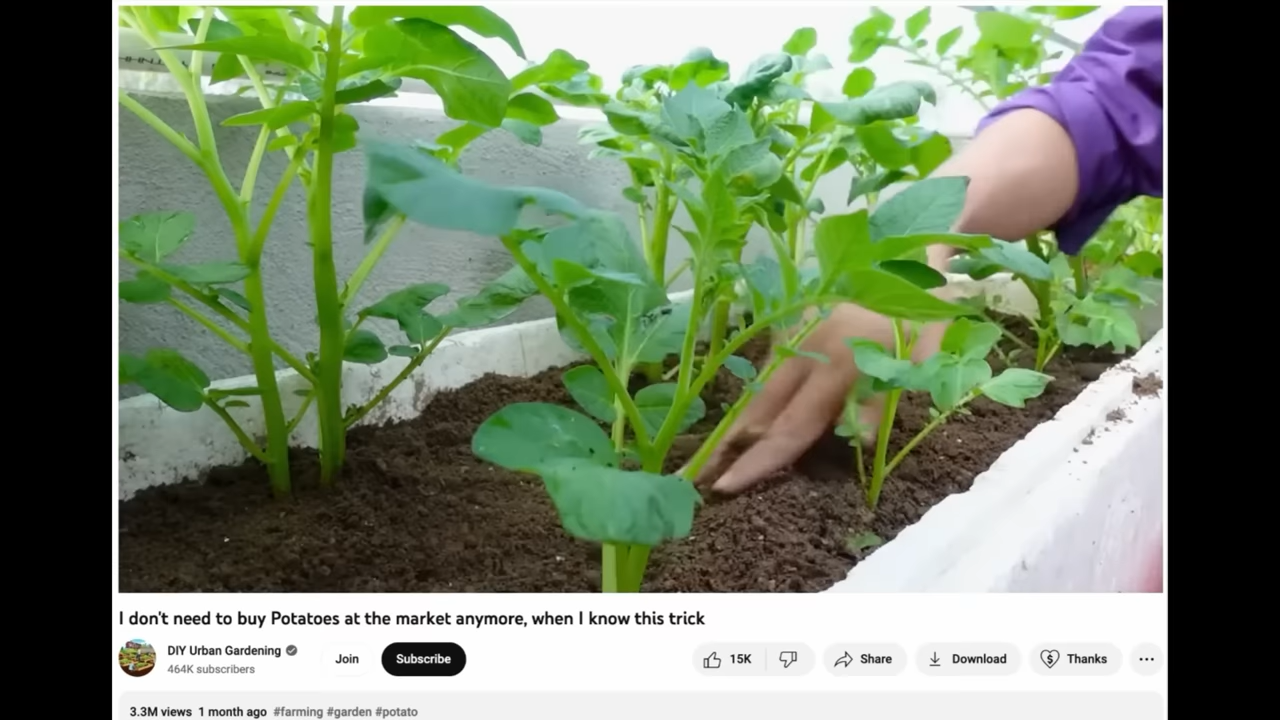 I don't need to buy Potatoes at the market anymore, when I know this trick
DIY Urban Gardening
464K subscribers
Join
Subscribe
15K
Share
Download
Thanks
3.3M views 1 month ago #farming #garden #potato